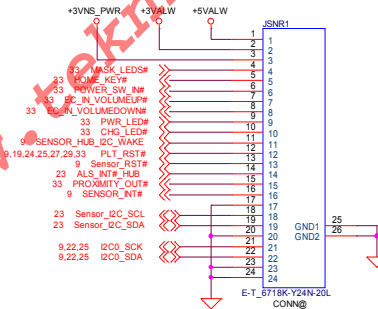 +3VNS_PWR +3VALW +5VALW
JSNR1
1 1
2 2
3 3
33 MASK_LEDS# 4 4
33 HOME_KEY# 5 5
33 POWER_SW_IN# 6 6
33 EC_IN_VOLUMEUP# 7 7
33 EC_IN_VOLUMEDOWN# 8 8
33 PWR_LED# 9 9
33 CHG_LED# 10 10
9 SENSOR_HUB_I2C_WAKE 11 11
9,19,24,25,27,29,33 PLT_RST# 12 12
9 Sensor_RST# 13 13
23 ALS_INT#_HUB 14 14
33 PROXIMITY_OUT# 15 15
9 SENSOR_INT# 16 16
17 17
23 Sensor_I2C_SCL 18 18
23 Sensor_I2C_SDA 19 19 GND1 25
20 20 GND2 26
9,22,25 I2C0_SCK 21 21
9,22,25 I2C0_SDA 22 22
23 23
24 24
E-T_6718K-Y24N-20L
CONN@